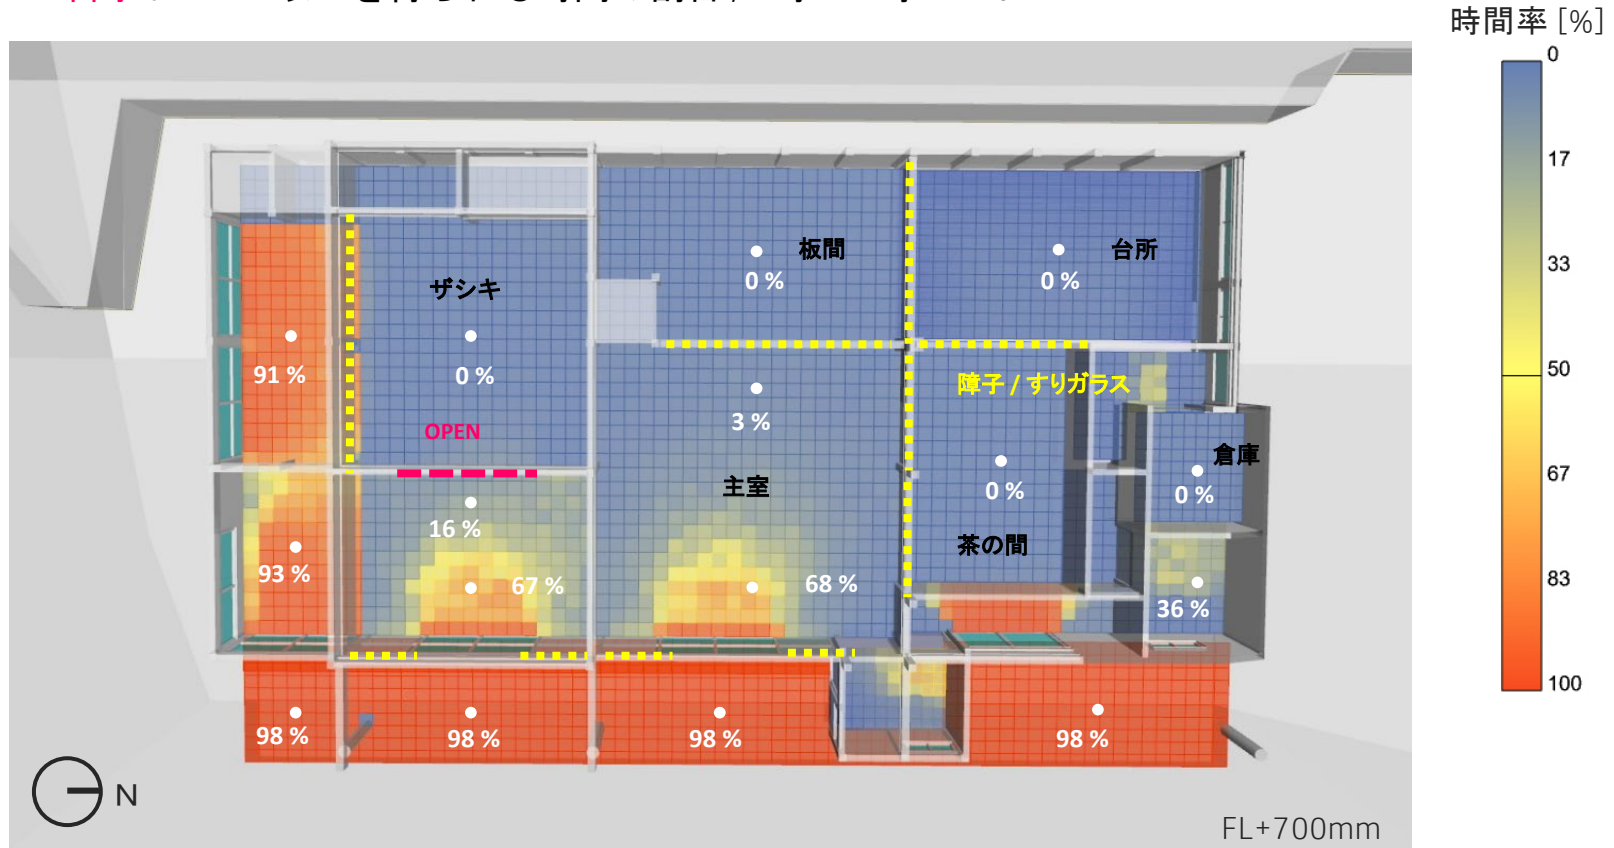 時間率 [%]
0
17
33
50
67
83
100
板間
0 %
台所
0 %
ザシキ
0 %
91 %
3 %
障子 / すりガラス
OPEN
主室
16 %
0 %
倉庫
0 %
茶の間
93 %
67 %
68 %
36 %
98 %
98 %
98 %
98 %
N
FL+700mm